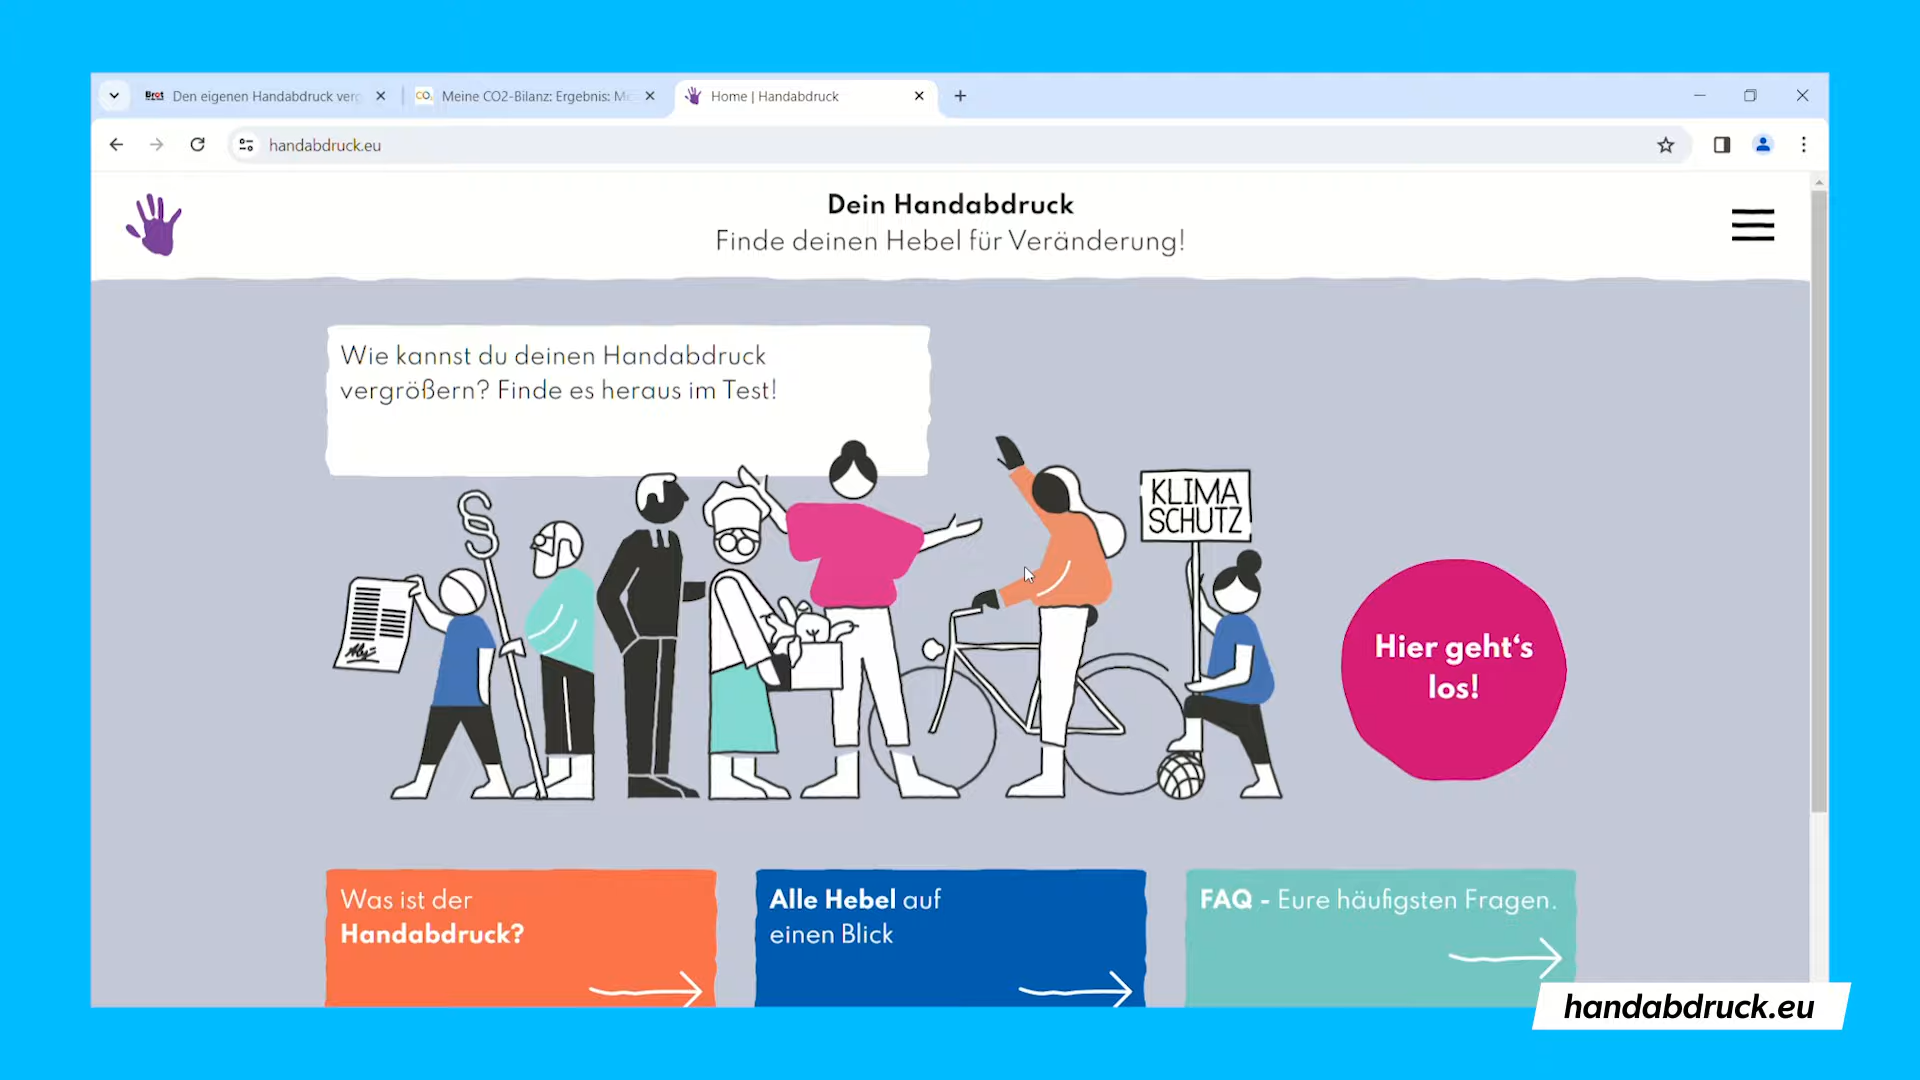 Brot Den eigenen Handabdruck verg
CO₂ Meine CO2-Bilanz: Ergebnis: M
Home | Handabdruck
handabdruck.eu
Dein Handabdruck
Finde deinen Hebel für Veränderung!
Wie kannst du deinen Handabdruck
vergrößern? Finde es heraus im Test!
KLIMA
SCHUTZ
Hier geht‘s
los!
Was ist der
Handabdruck?
Alle Hebel auf
einen Blick
FAQ - Eure häufigsten Fragen.
handabdruck.eu